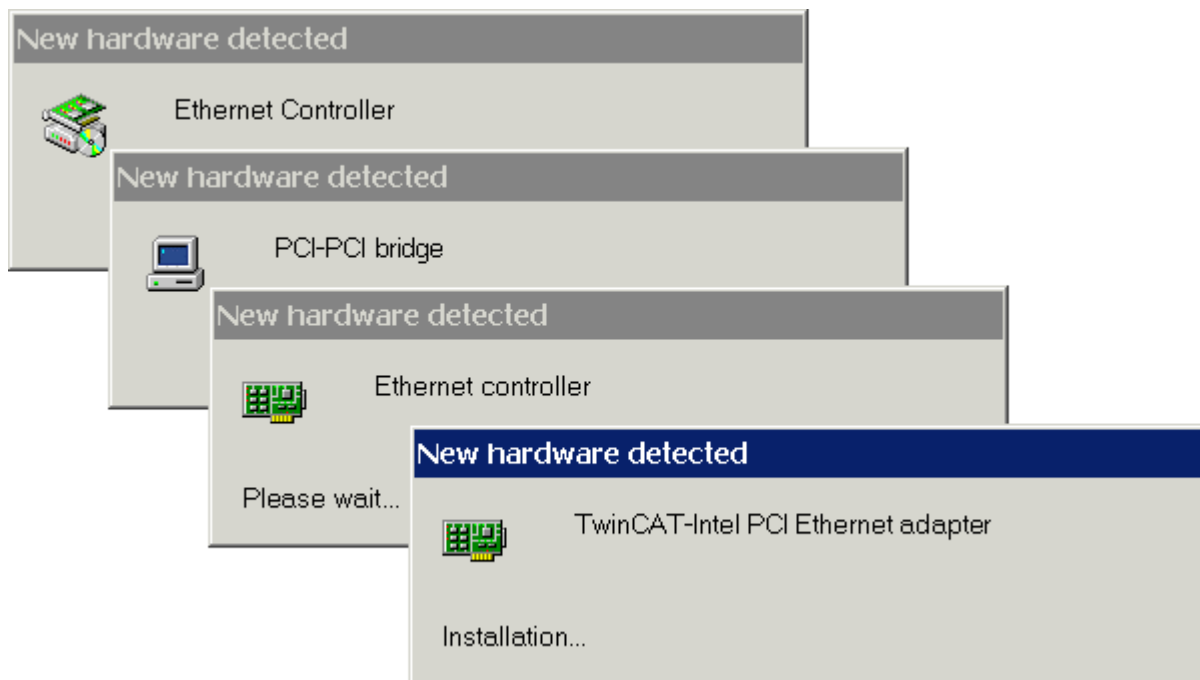 New hardware detected
Ethernet Controller
New hardware detected
PCI-PCI bridge
New hardware detected
Ethernet controller
Please wait...
New hardware detected
TwinCAT-Intel PCI Ethernet adapter
Installation...